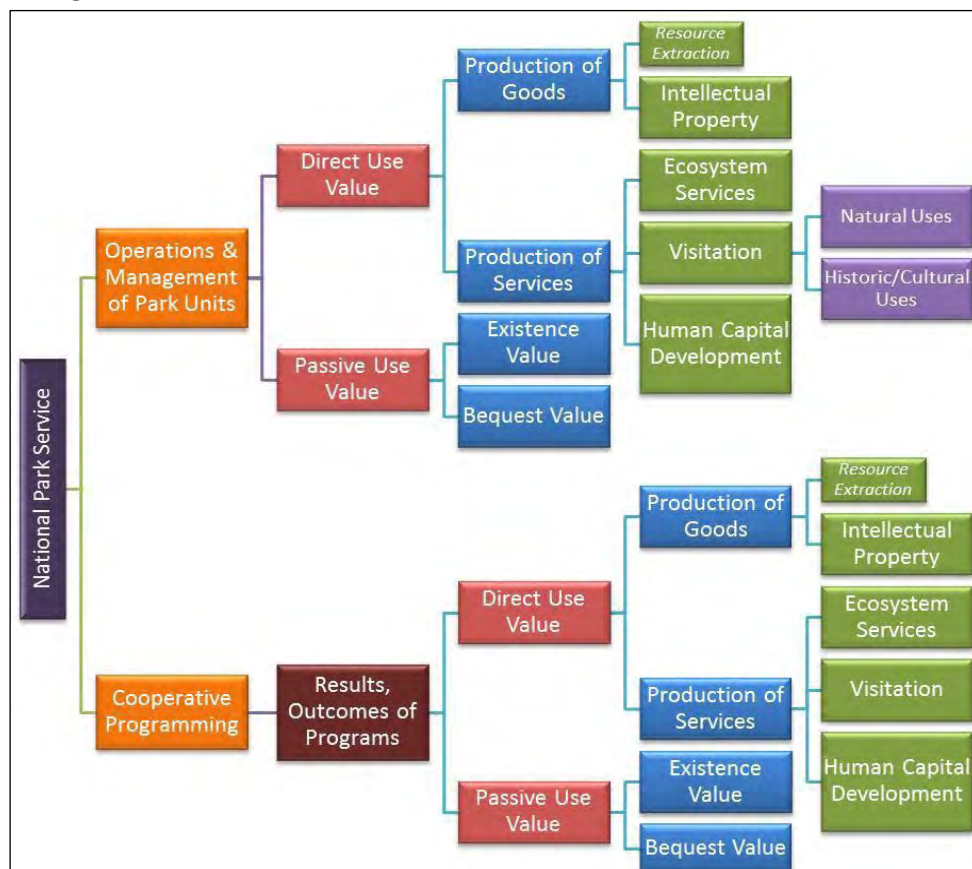 National Park Service
Operations &
Management
of Park Units
Direct Use
Value
Production of
Goods
Resource
Extraction
Intellectual
Property
Production of
Services
Ecosystem
Services
Visitation
Natural Uses
Historic/Cultural
Uses
Human Capital
Development
Passive Use
Value
Existence
Value
Bequest Value
Cooperative
Programming
Results,
Outcomes of
Programs
Direct Use
Value
Production of
Goods
Resource
Extraction
Intellectual
Property
Production of
Services
Ecosystem
Services
Visitation
Human Capital
Development
Passive Use
Value
Existence
Value
Bequest Value